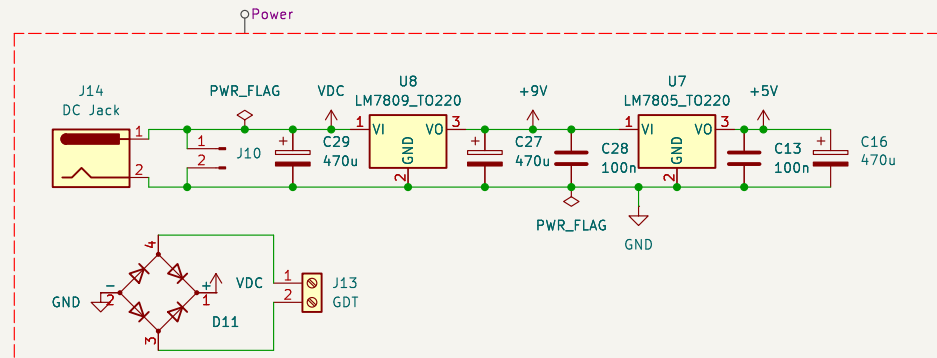 Power
J14
DC Jack
1
2
PWR_FLAG
1
2
J10
VDC
+
C29
470u
U8
LM7809_TO220
1
VI
VO
3
GND
2
+9V
+
C27
470u
C28
100n
PWR_FLAG
U7
LM7805_TO220
1
VI
VO
3
GND
2
GND
+5V
C13
100n
+
C16
470u
4
GND
-
2
+
1
3
D11
VDC
1
2
J13
GDT